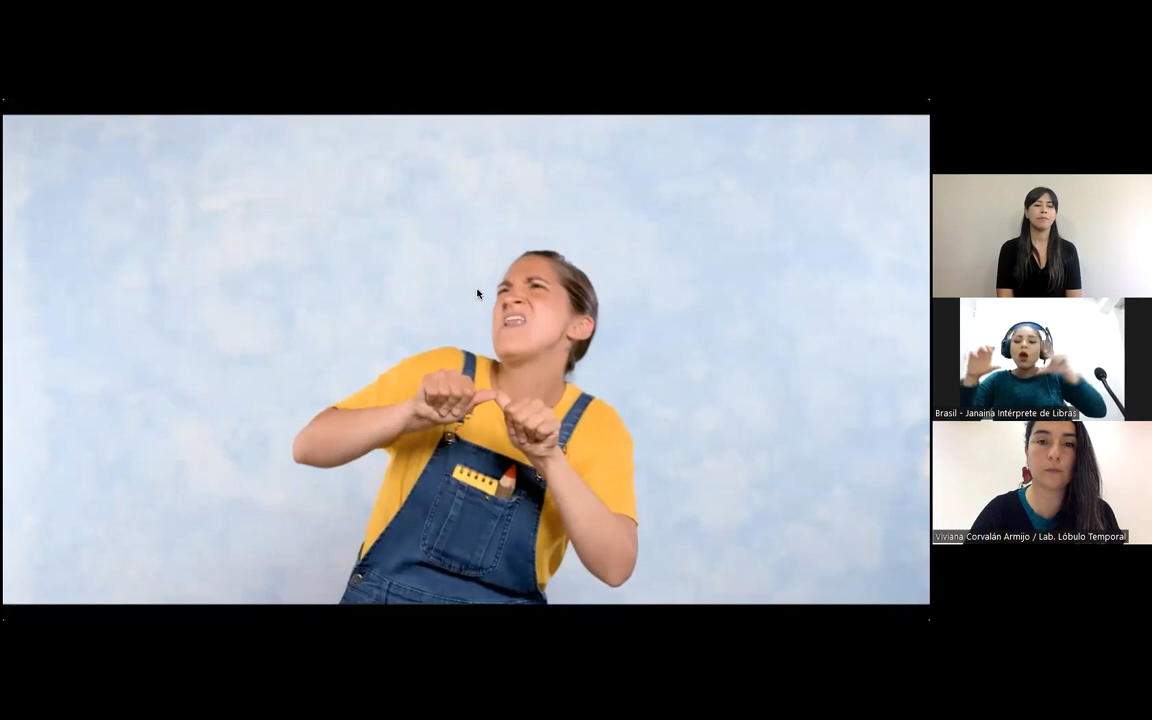 Brasil - Janaina Intérprete de Libras
Viviana Corvalán Armijo / Lab. Lóbulo Temporal